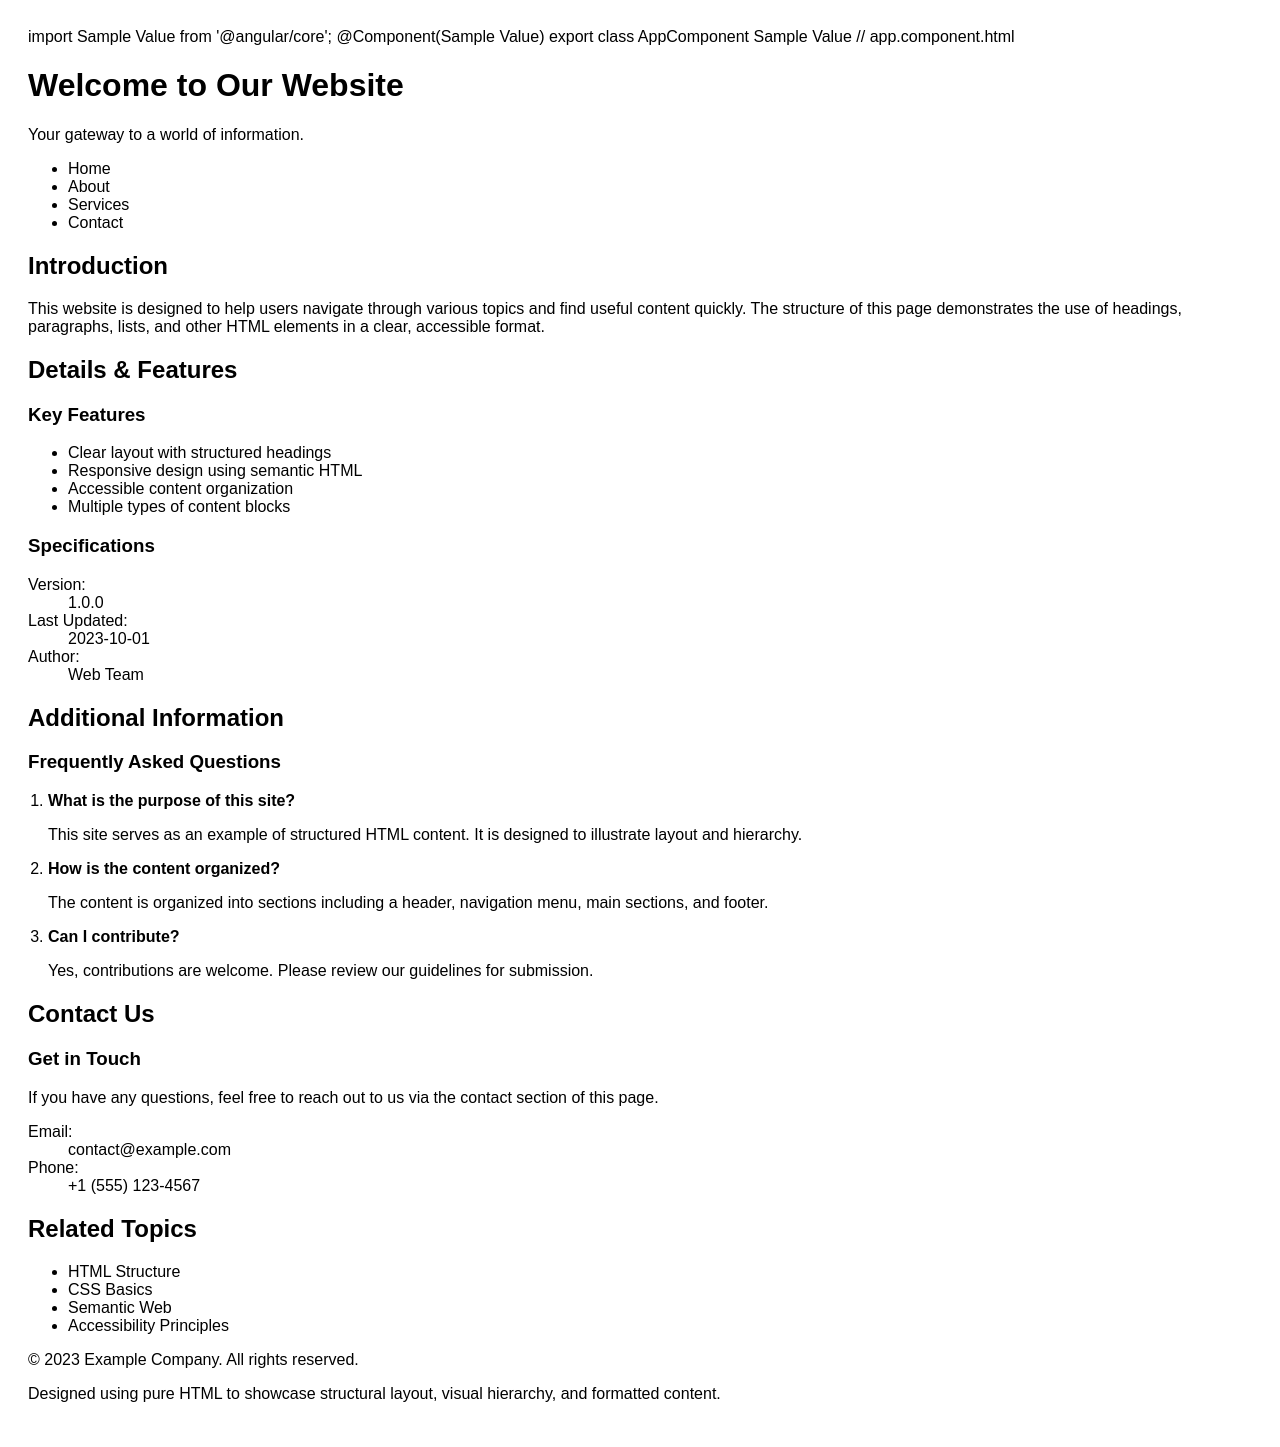 import Sample Value from '@angular/core'; @Component(Sample Value) export class AppComponent Sample Value // app.component.html
Welcome to Our Website
Your gateway to a world of information.
Home
About
Services
Contact
Introduction
This website is designed to help users navigate through various topics and find useful content quickly. The structure of this page demonstrates the use of headings,
paragraphs, lists, and other HTML elements in a clear, accessible format.
Details & Features
Key Features
Clear layout with structured headings
Responsive design using semantic HTML
Accessible content organization
Multiple types of content blocks
Specifications
Version:
1.0.0
Last Updated:
2023-10-01
Author:
Web Team
Additional Information
Frequently Asked Questions
1. What is the purpose of this site?
This site serves as an example of structured HTML content. It is designed to illustrate layout and hierarchy.
2. How is the content organized?
The content is organized into sections including a header, navigation menu, main sections, and footer.
3. Can I contribute?
Yes, contributions are welcome. Please review our guidelines for submission.
Contact Us
Get in Touch
If you have any questions, feel free to reach out to us via the contact section of this page.
Email:
contact@example.com
Phone:
+1 (555) 123-4567
Related Topics
HTML Structure
CSS Basics
Semantic Web
Accessibility Principles
© 2023 Example Company. All rights reserved.
Designed using pure HTML to showcase structural layout, visual hierarchy, and formatted content.